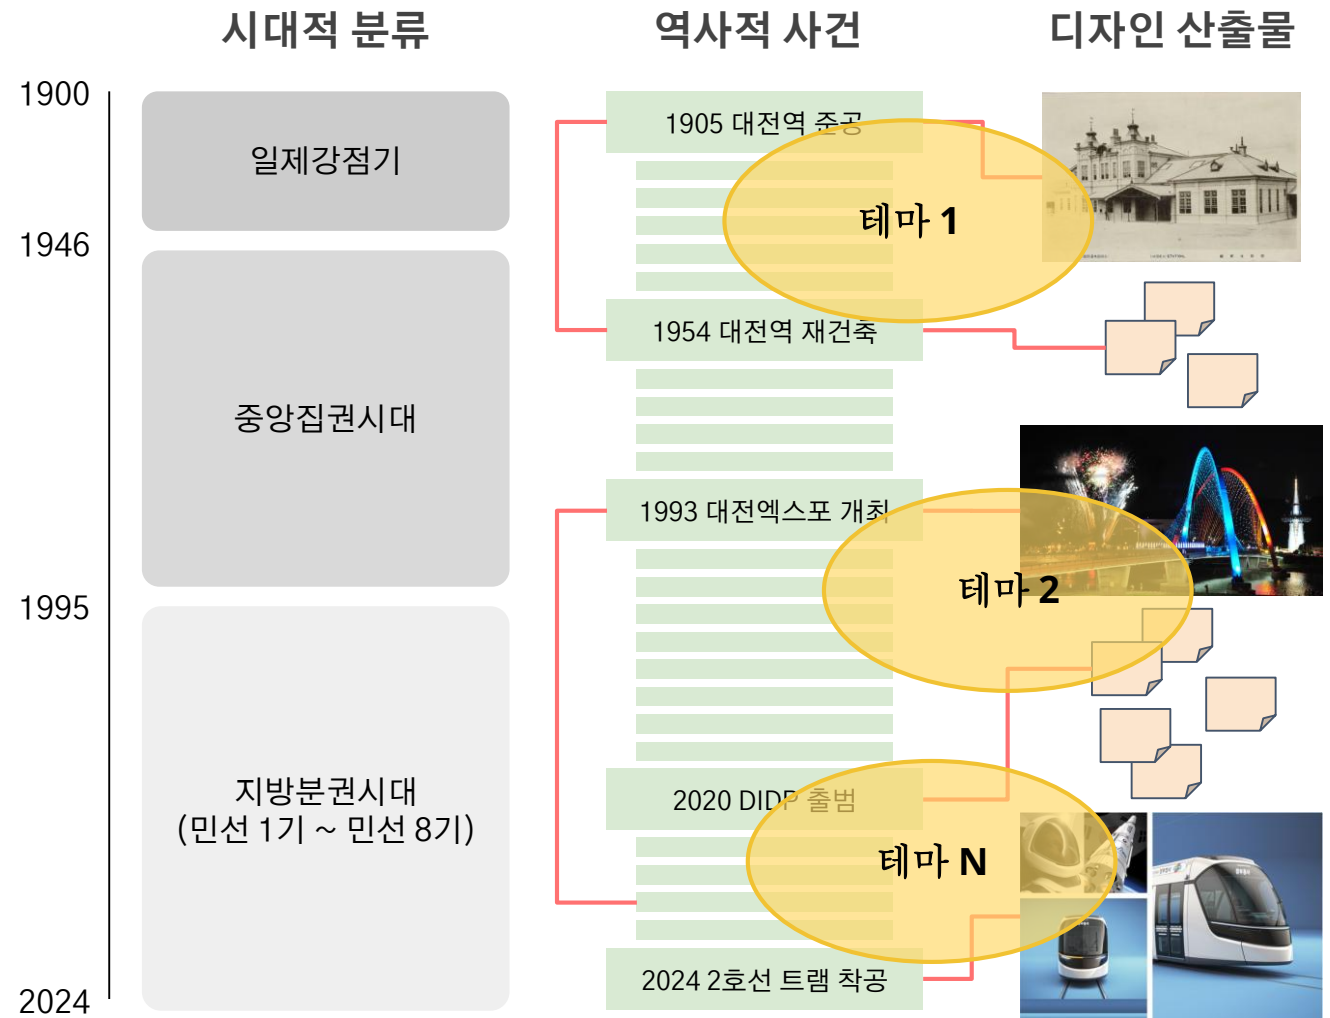 시대적 분류
역사적 사건
디자인 산출물
1900
일제강점기
1946
중앙집권시대
1995
지방분권시대
(민선 1기 ~ 민선 8기)
2024
1905 대전역 준공
테마 1
1954 대전역 재건축
1993 대전엑스포 개최
테마 2
2020 DIDP 출범
테마 N
2024 2호선 트램 착공